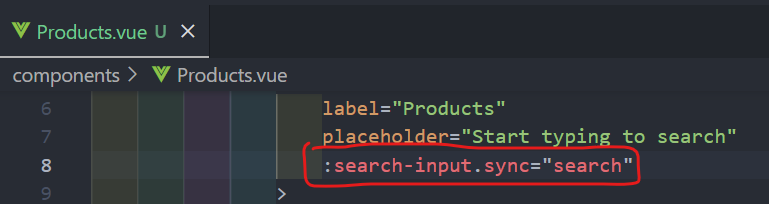 Products.vue U
components > Products.vue
6 label="Products"
7 placeholder="Start typing to search"
8 :search-input.sync="search"
9 >